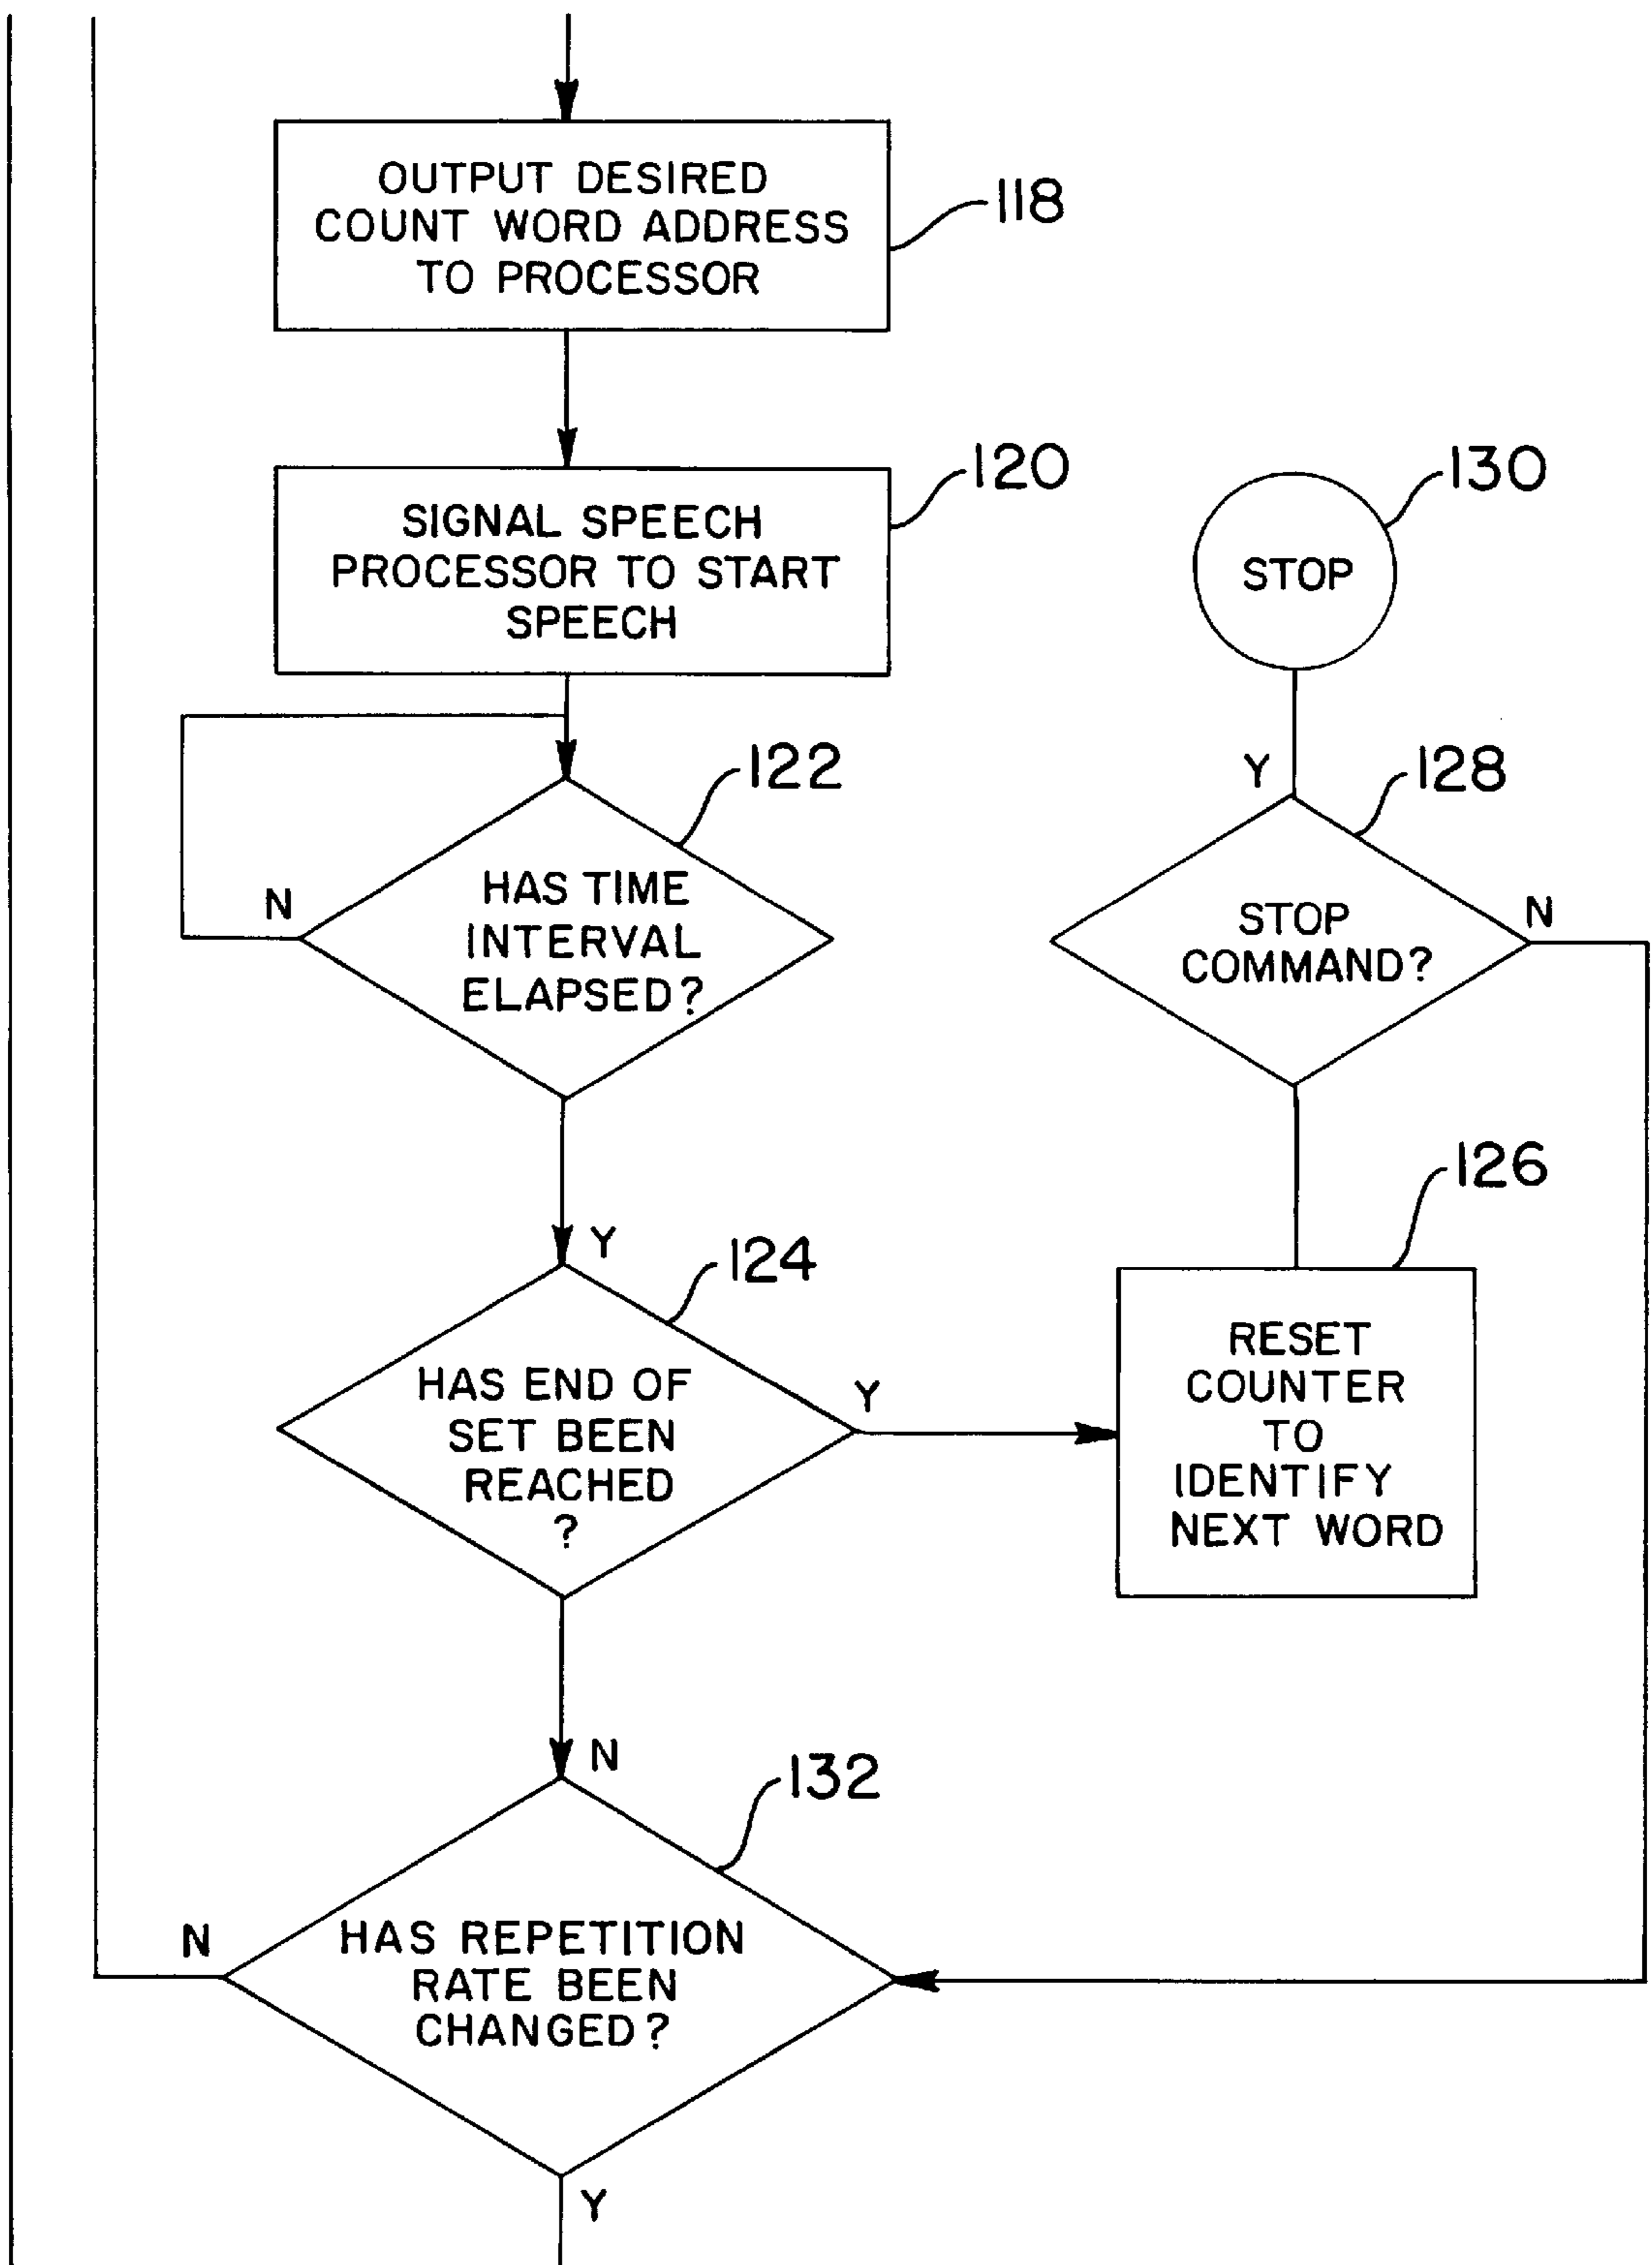 OUTPUT DESIRED
COUNT WORD ADDRESS
TO PROCESSOR
118
SIGNAL SPEECH
PROCESSOR TO START
SPEECH
120
130
STOP
HAS TIME
INTERVAL
ELAPSED?
122
N
Y
128
STOP
COMMAND?
N
Y
124
HAS END OF
SET BEEN
REACHED
?
Y
126
RESET
COUNTER
TO
IDENTIFY
NEXT WORD
N
132
HAS REPETITION
RATE BEEN
CHANGED?
N
Y